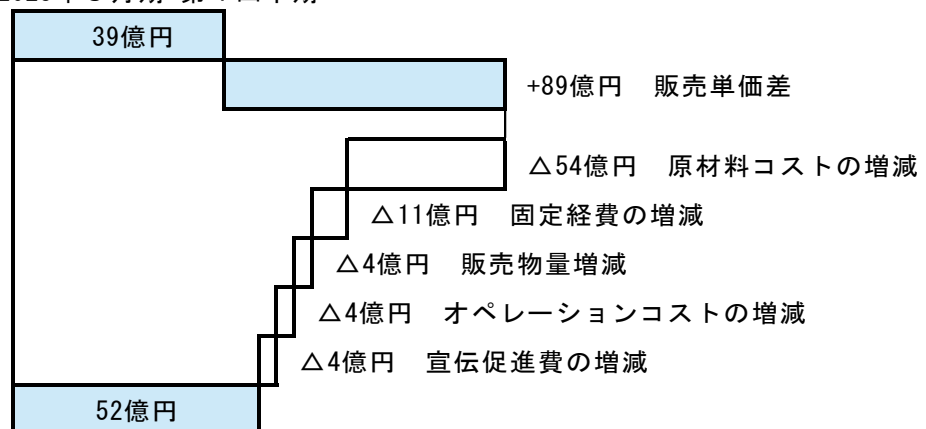 39億円
+89億円 販売単価差
△54億円 原材料コストの増減
△11億円 固定経費の増減
△4億円 販売物量増減
△4億円 オペレーションコストの増減
△4億円 宣伝促進費の増減
52億円